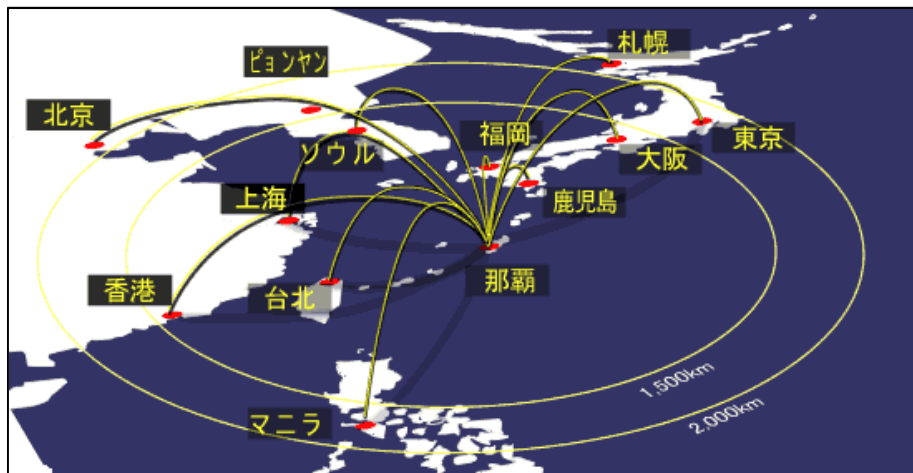 札幌
ピョンヤン
北京
福岡
東京
ソウル
大阪
上海
鹿児島
那覇
香港
台北
1,500km
2,000km
マニラ